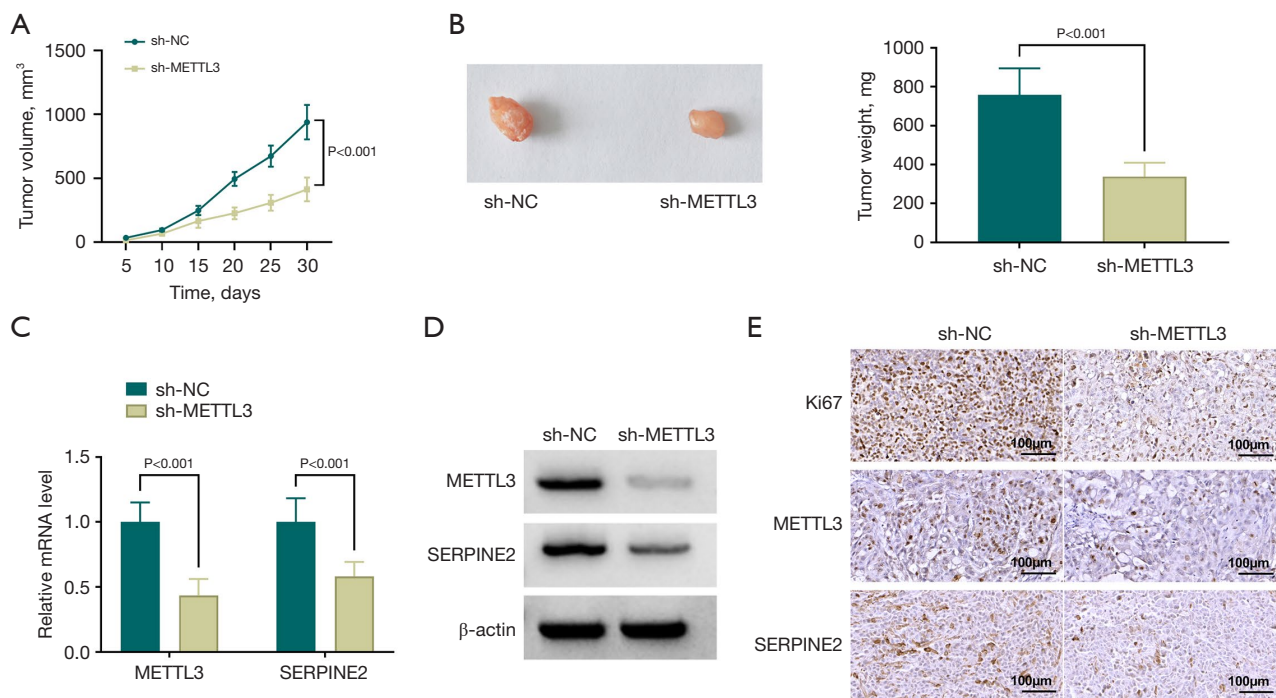 A
sh-NC
sh-METTL3
Tumor volume, mm³
1500
1000
500
0
P<0.001
5 10 15 20 25 30
Time, days
B
sh-NC sh-METTL3
Tumor weight, mg
1000
800
600
400
200
0
P<0.001
sh-NC sh-METTL3
C
sh-NC
sh-METTL3
Relative mRNA level
1.5
1.0
0.5
0.0
P<0.001 P<0.001
METTL3 SERPINE2
D
sh-NC sh-METTL3
METTL3
SERPINE2
β-actin
E
sh-NC sh-METTL3
Ki67
100μm 100μm
METTL3
100μm 100μm
SERPINE2
100μm 100μm